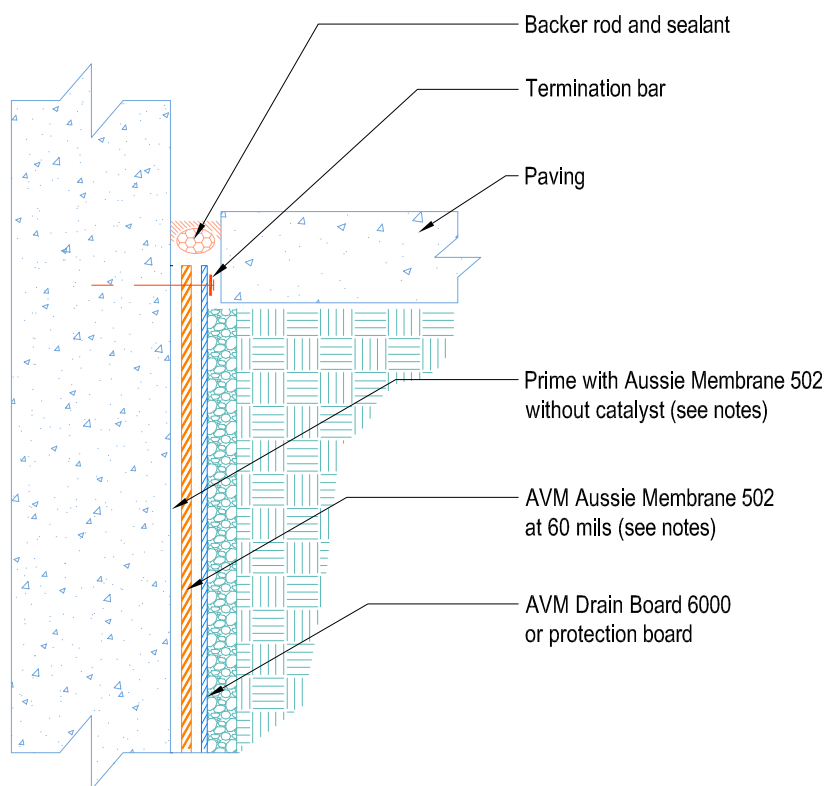 Backer rod and sealant
Termination bar
Paving
Prime with Aussie Membrane 502
without catalyst (see notes)
AVM Aussie Membrane 502
at 60 mils (see notes)
AVM Drain Board 6000
or protection board